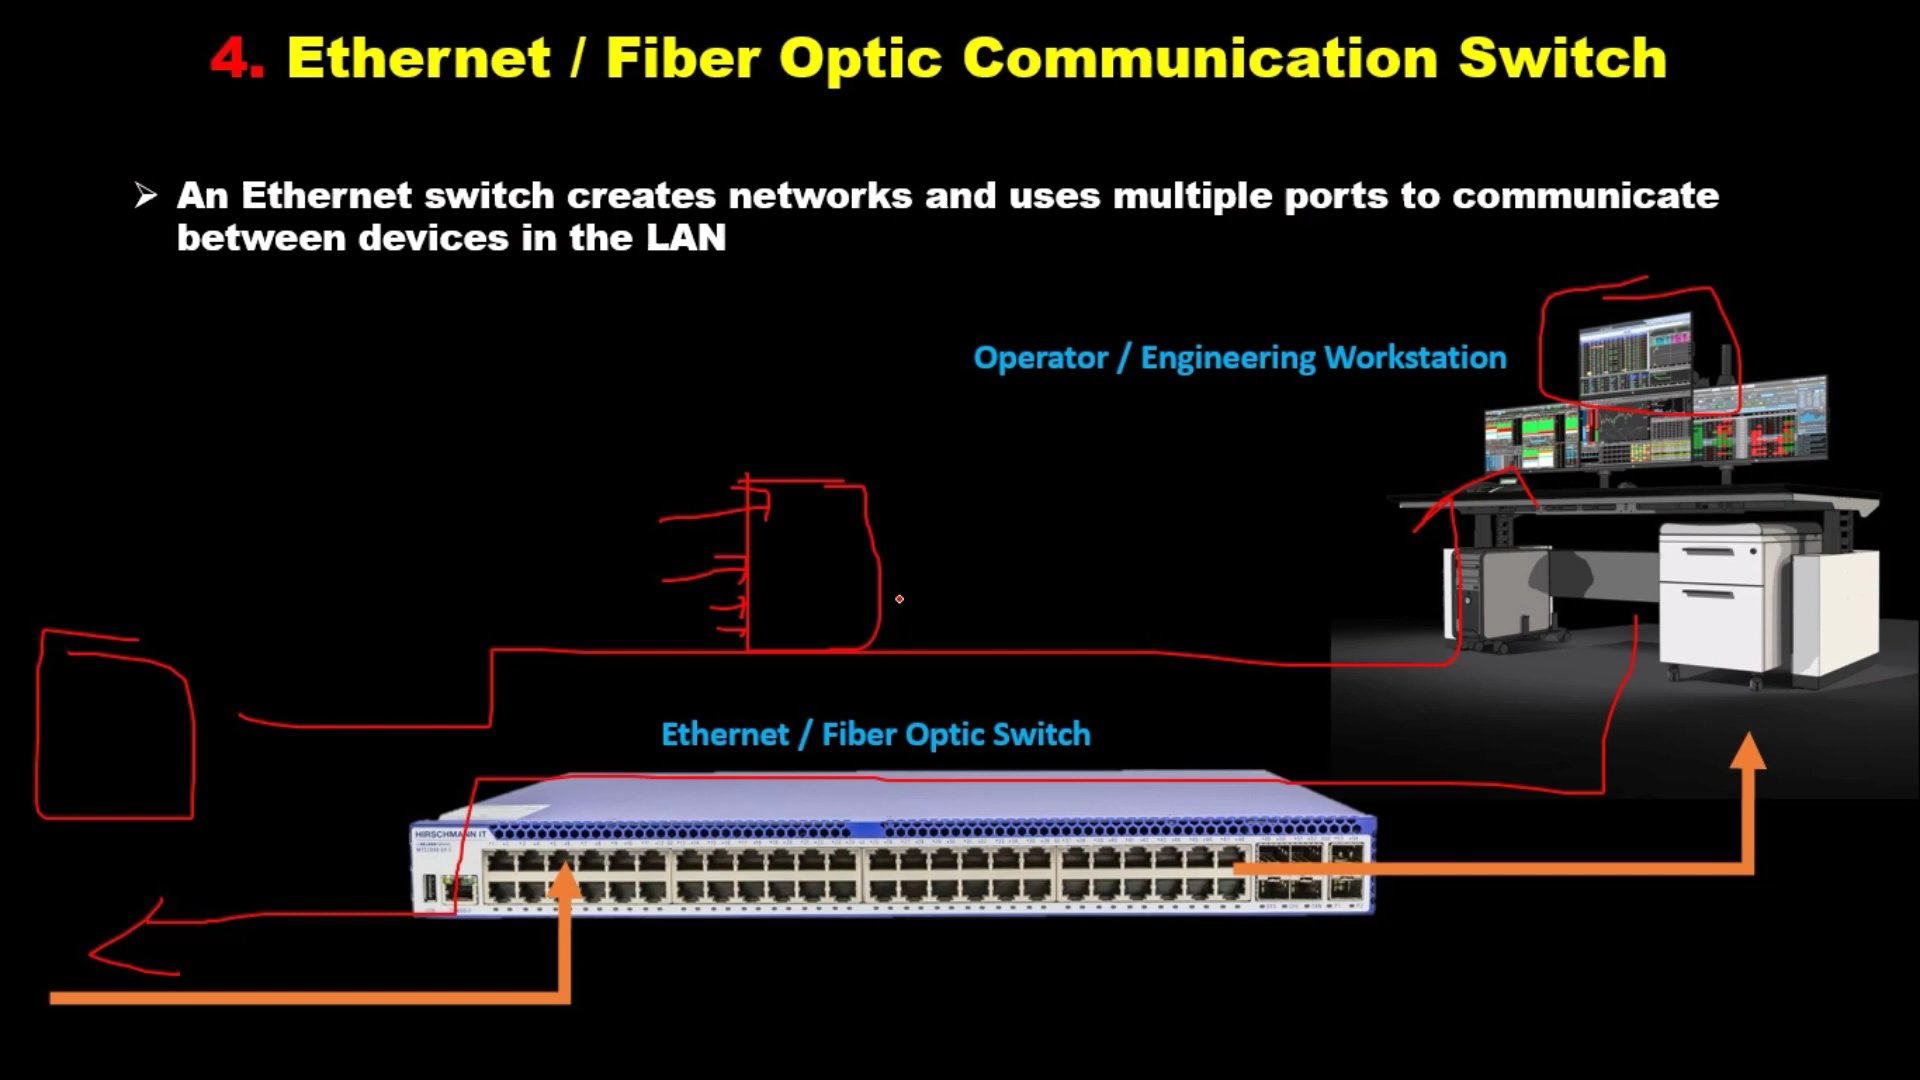 4. Ethernet / Fiber Optic Communication Switch
➢ An Ethernet switch creates networks and uses multiple ports to communicate
between devices in the LAN
Operator / Engineering Workstation
Ethernet / Fiber Optic Switch
HIRSCHMANN IT